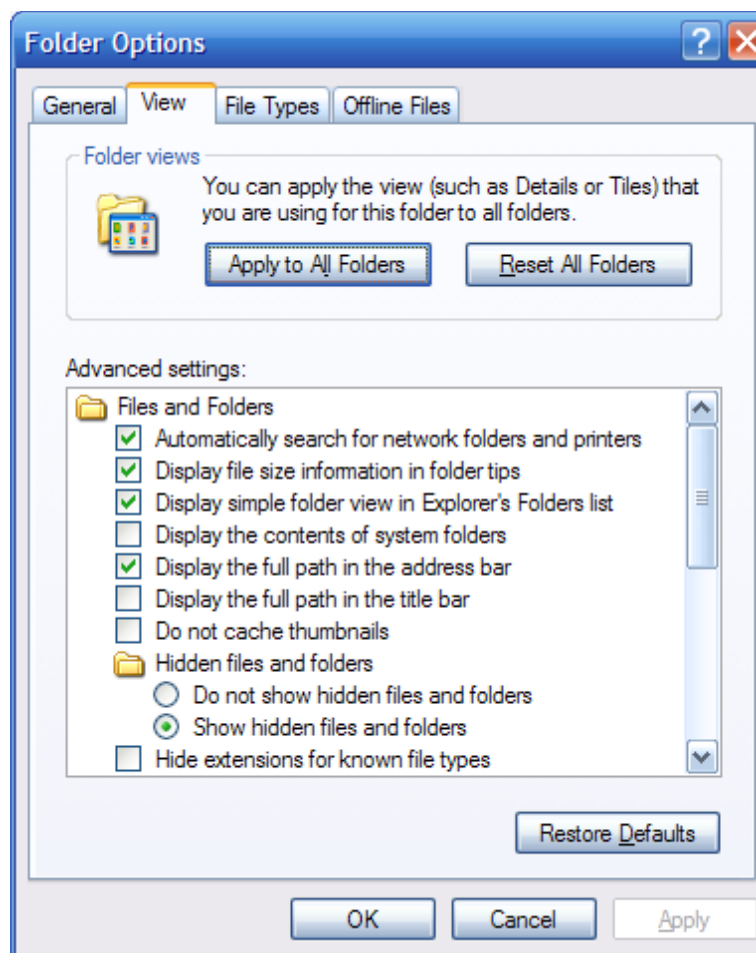 Folder Options
General View File Types Offline Files
Folder views
You can apply the view (such as Details or Tiles) that
you are using for this folder to all folders.
Apply to All Folders Reset All Folders
Advanced settings:
Files and Folders
Automatically search for network folders and printers
Display file size information in folder tips
Display simple folder view in Explorer's Folders list
Display the contents of system folders
Display the full path in the address bar
Display the full path in the title bar
Do not cache thumbnails
Hidden files and folders
Do not show hidden files and folders
Show hidden files and folders
Hide extensions for known file types
Restore Defaults
OK Cancel Apply